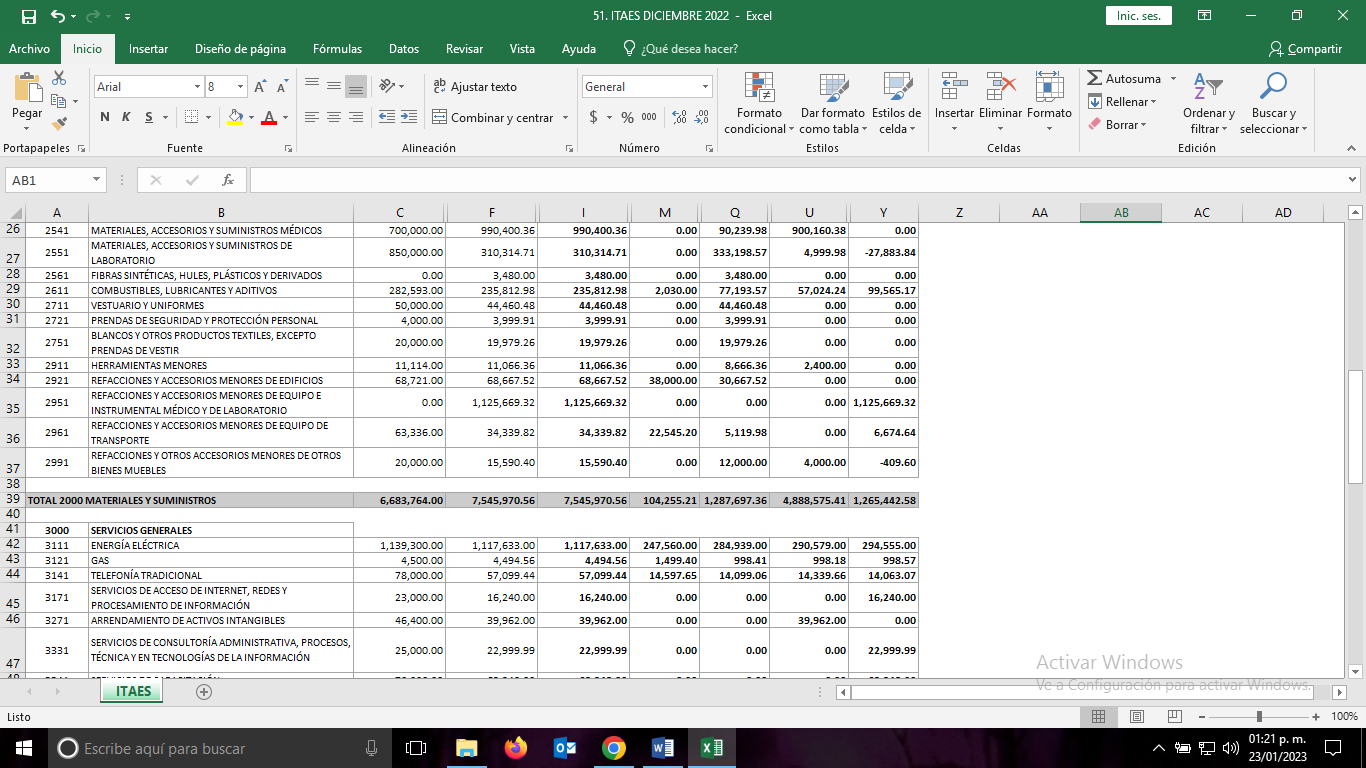 51. ITAES DICIEMBRE 2022 - Excel
Inic. ses.
Archivo Inicio Insertar Diseño de página Fórmulas Datos Revisar Vista Ayuda ¿Qué desea hacer? Compartir
Pegar
Arial 8
N K S
Ajustar texto
Combinar y centrar
General
$ % 000
Formato condicional
Dar formato como tabla
Estilos de celda
Insertar Eliminar Formato
Autosuma
Rellenar
Borrar
Ordenar y filtrar
Buscar y seleccionar
Portapapeles Fuente Alineación Número Estilos Celdas Edición
AB1 fx
A B C F I M Q U Y Z AA AB AC AD
26 2541 MATERIALES, ACCESORIOS Y SUMINISTROS MÉDICOS 700,000.00 990,400.36 990,400.36 0.00 90,239.98 900,160.38 0.00
27 2551 MATERIALES, ACCESORIOS Y SUMINISTROS DE LABORATORIO 850,000.00 310,314.71 310,314.71 0.00 333,198.57 4,999.98 -27,883.84
28 2561 FIBRAS SINTÉTICAS, HULES, PLÁSTICOS Y DERIVADOS 0.00 3,480.00 3,480.00 0.00 3,480.00 0.00 0.00
29 2611 COMBUSTIBLES, LUBRICANTES Y ADITIVOS 282,593.00 235,812.98 235,812.98 2,030.00 77,193.57 57,024.24 99,565.17
30 2711 VESTUARIO Y UNIFORMES 50,000.00 44,460.48 44,460.48 0.00 44,460.48 0.00 0.00
31 2721 PRENDAS DE SEGURIDAD Y PROTECCIÓN PERSONAL 4,000.00 3,999.91 3,999.91 0.00 3,999.91 0.00 0.00
32 2751 BLANCOS Y OTROS PRODUCTOS TEXTILES, EXCEPTO PRENDAS DE VESTIR 20,000.00 19,979.26 19,979.26 0.00 19,979.26 0.00 0.00
33 2911 HERRAMIENTAS MENORES 11,114.00 11,066.36 11,066.36 0.00 8,666.36 2,400.00 0.00
34 2921 REFACCIONES Y ACCESORIOS MENORES DE EDIFICIOS 68,721.00 68,667.52 68,667.52 38,000.00 30,667.52 0.00 0.00
35 2951 REFACCIONES Y ACCESORIOS MENORES DE EQUIPO E INSTRUMENTAL MÉDICO Y DE LABORATORIO 0.00 1,125,669.32 1,125,669.32 0.00 0.00 0.00 1,125,669.32
36 2961 REFACCIONES Y ACCESORIOS MENORES DE EQUIPO DE TRANSPORTE 63,336.00 34,339.82 34,339.82 22,545.20 5,119.98 0.00 6,674.64
37 2991 REFACCIONES Y OTROS ACCESORIOS MENORES DE OTROS BIENES MUEBLES 20,000.00 15,590.40 15,590.40 0.00 12,000.00 4,000.00 -409.60
38
39 TOTAL 2000 MATERIALES Y SUMINISTROS 6,683,764.00 7,545,970.56 7,545,970.56 104,255.21 1,287,697.36 4,888,575.41 1,265,442.58
40
41 3000 SERVICIOS GENERALES
42 3111 ENERGÍA ELÉCTRICA 1,139,300.00 1,117,633.00 1,117,633.00 247,560.00 284,939.00 290,579.00 294,555.00
43 3121 GAS 4,500.00 4,494.56 4,494.56 1,499.40 998.41 998.18 998.57
44 3141 TELEFONÍA TRADICIONAL 78,000.00 57,099.44 57,099.44 14,597.65 14,099.06 14,339.66 14,063.07
45 3171 SERVICIOS DE ACCESO DE INTERNET, REDES Y PROCESAMIENTO DE INFORMACIÓN 23,000.00 16,240.00 16,240.00 0.00 0.00 0.00 16,240.00
46 3271 ARRENDAMIENTO DE ACTIVOS INTANGIBLES 46,400.00 39,962.00 39,962.00 0.00 0.00 39,962.00 0.00
47 3331 SERVICIOS DE CONSULTORÍA ADMINISTRATIVA, PROCESOS, TÉCNICA Y EN TECNOLOGÍAS DE LA INFORMACIÓN 25,000.00 22,999.99 22,999.99 0.00 0.00 0.00 22,999.99
Activar Windows
Ve a Configuración para activar Windows.
ITAES
Listo 100%
Escribe aquí para buscar
01:21 p. m.
23/01/2023